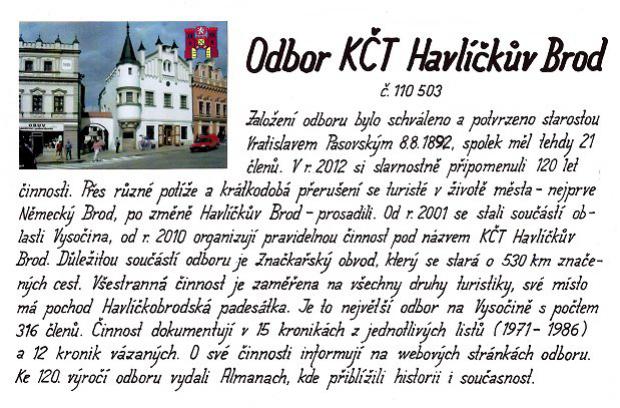 Odbor KČT Havlíčkův Brod
č. 110 503
Založení odboru bylo schváleno a potvrzeno starostou
Vratislavem Pasovským 8.8.1892, spolek měl tehdy 21
členů. V r. 2012 si slavnostně připomenuli 120 let
činnosti. Přes různé potíže a krátkodobá přerušení se turisté v životě města - nejprve
Německý Brod, po změně Havlíčkův Brod - prosadili. Od r. 2001 se stali součástí ob-
lasti Vysočina, od r. 2010 organizují pravidelnou činnost pod názvem KČT Havlíčkův
Brod. Důležitou součástí odboru je Značkařský obvod, který se stará o 530 km znače-
ných cest. Všestranná činnost je zaměřena na všechny druhy turistiky, své místo
má pochod Havlíčkobrodská padesátka. Je to největší odbor na Vysočině s počtem
316 členů. Činnost dokumentují v 15 kronikách z jednotlivých listů (1971-1986)
a 12 kronik vázaných. O své činnosti informují na webových stránkách odboru.
Ke 120. výročí odboru vydali Almanach, kde přiblížili historii i současnost.
OBUV